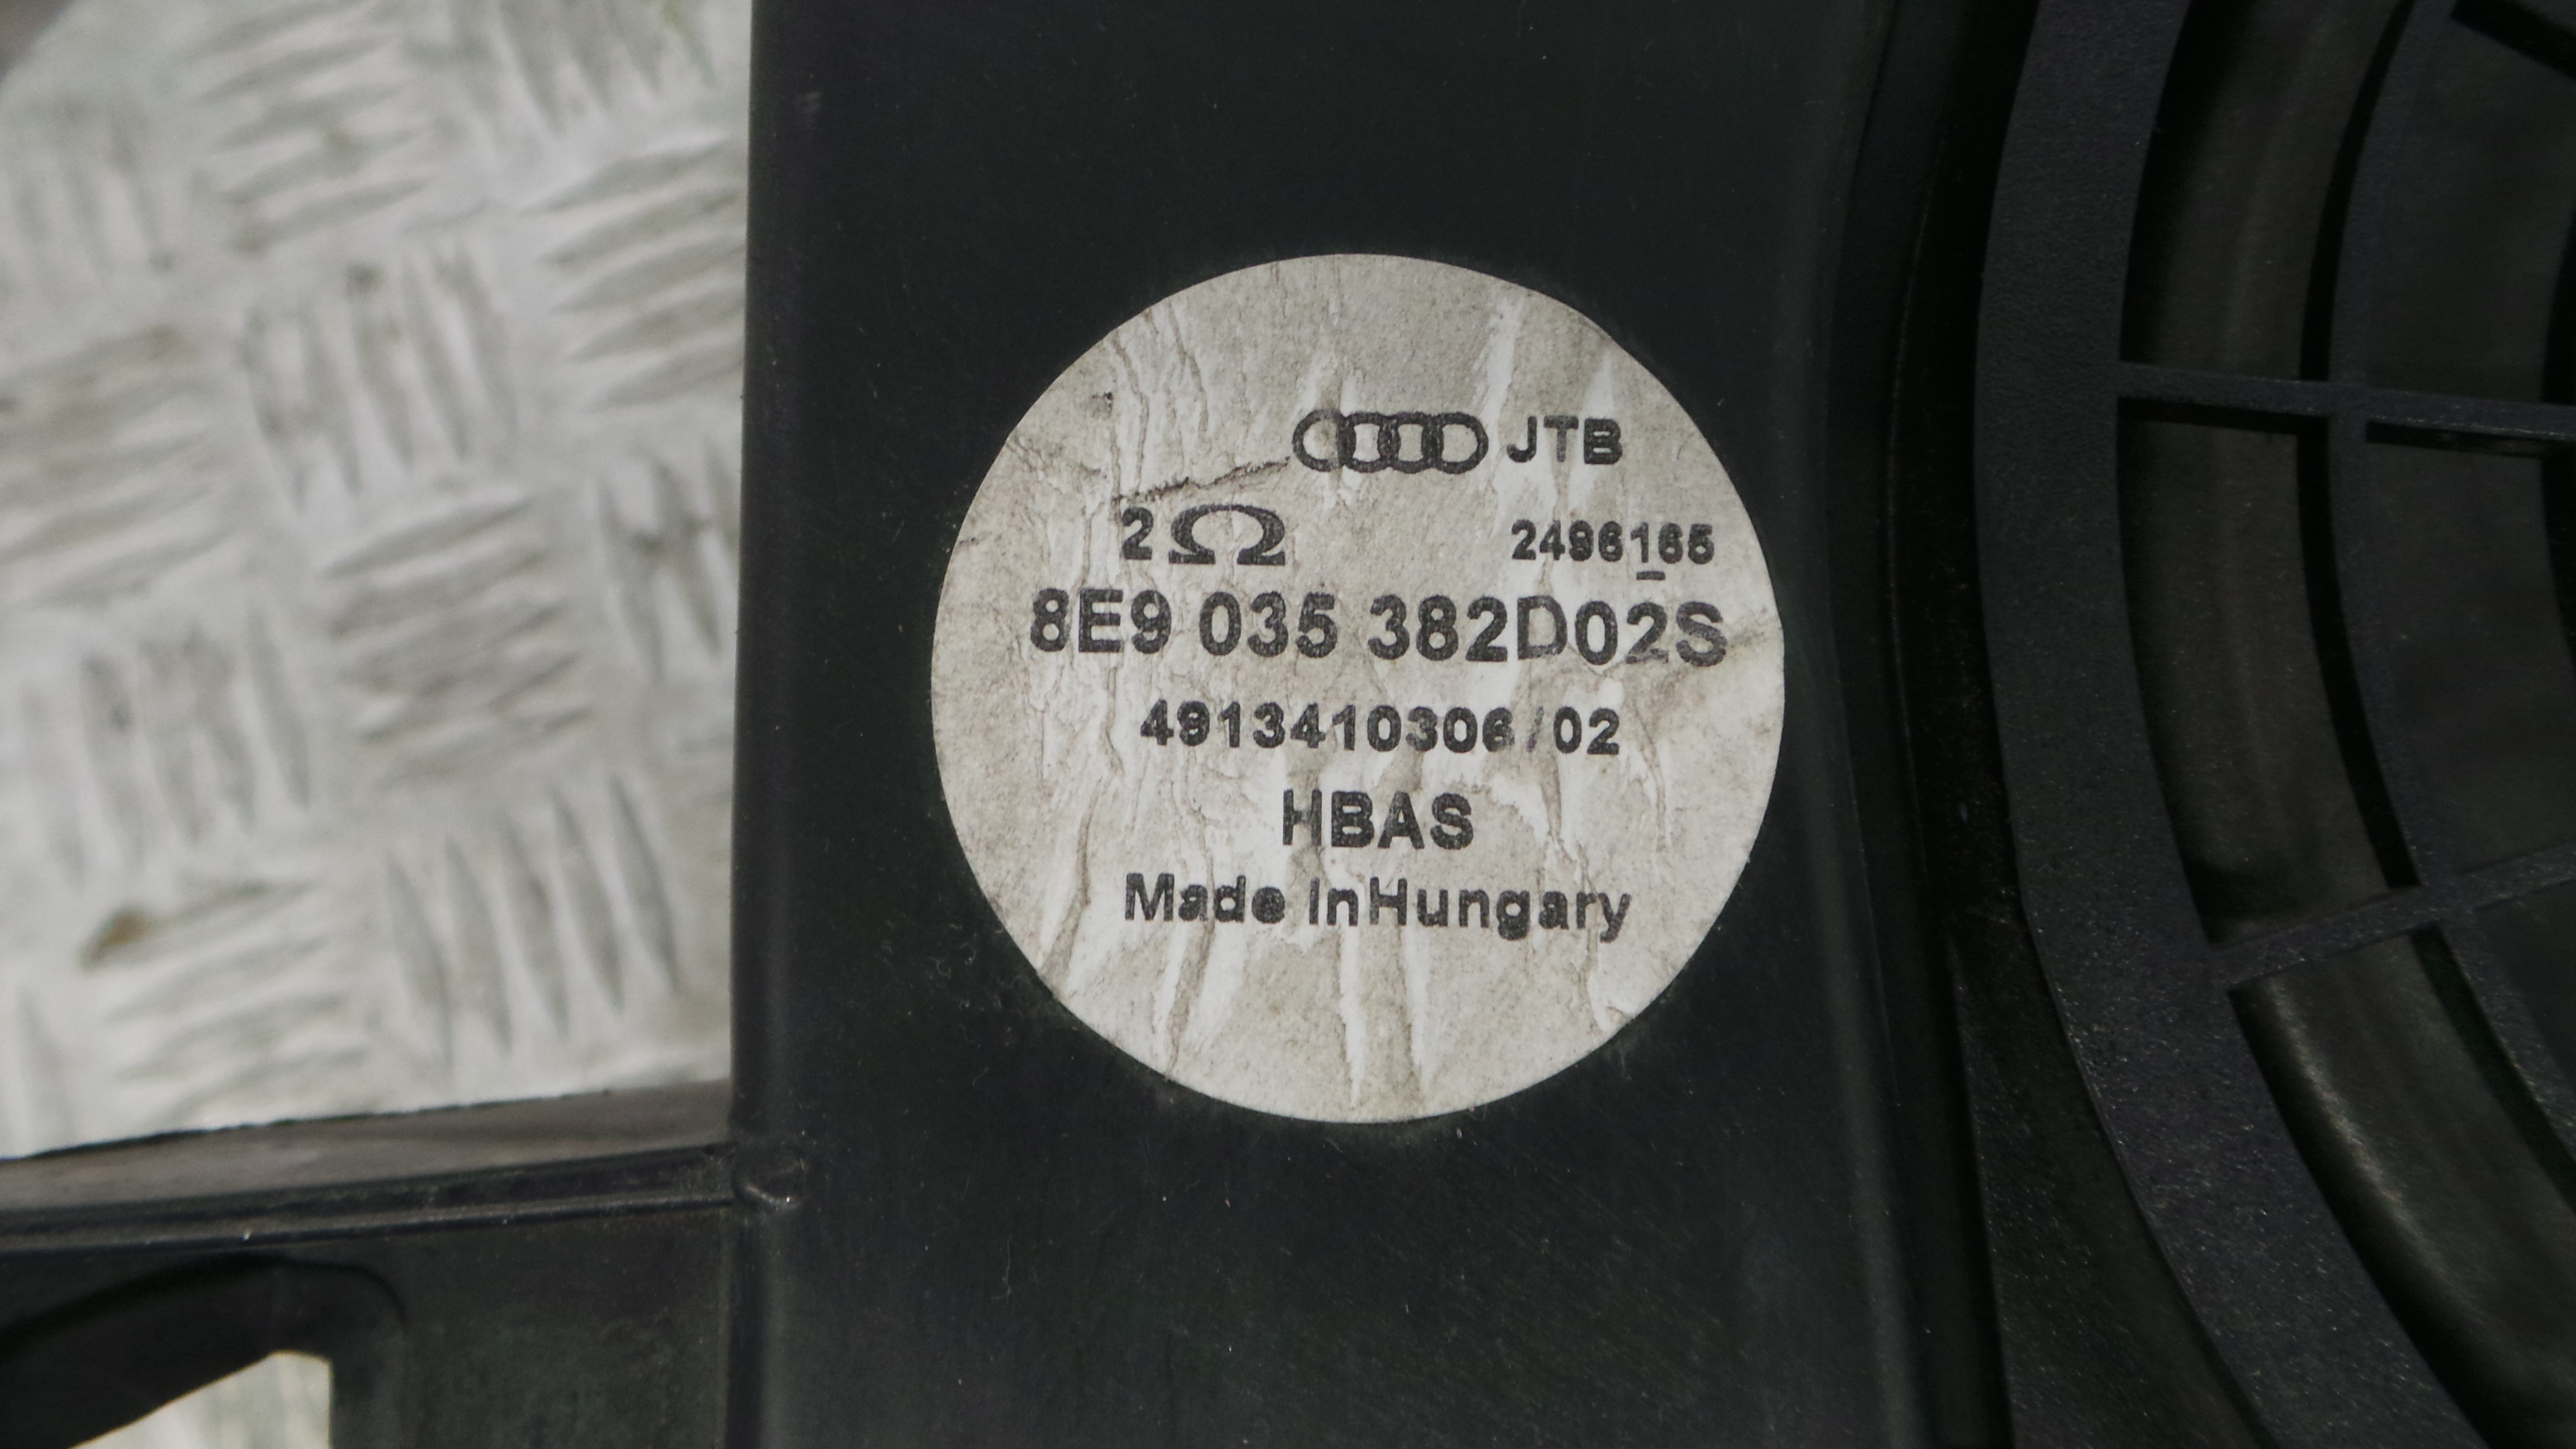 JTB
2Ω 2496165
8E9 035 382D02S
4913410306/02
HBAS
Made InHungary